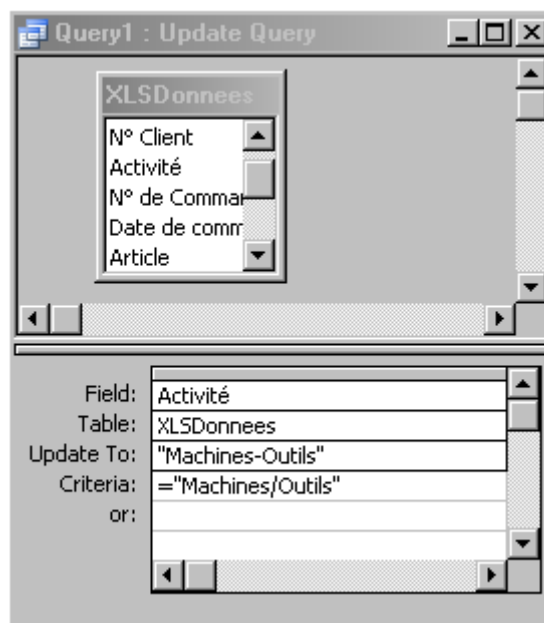 Query1 : Update Query
XLSDonnees
N° Client
Activité
N° de Comma
Date de comm
Article
Field: Activité
Table: XLSDonnees
Update To: "Machines-Outils"
Criteria: ="Machines/Outils"
or: